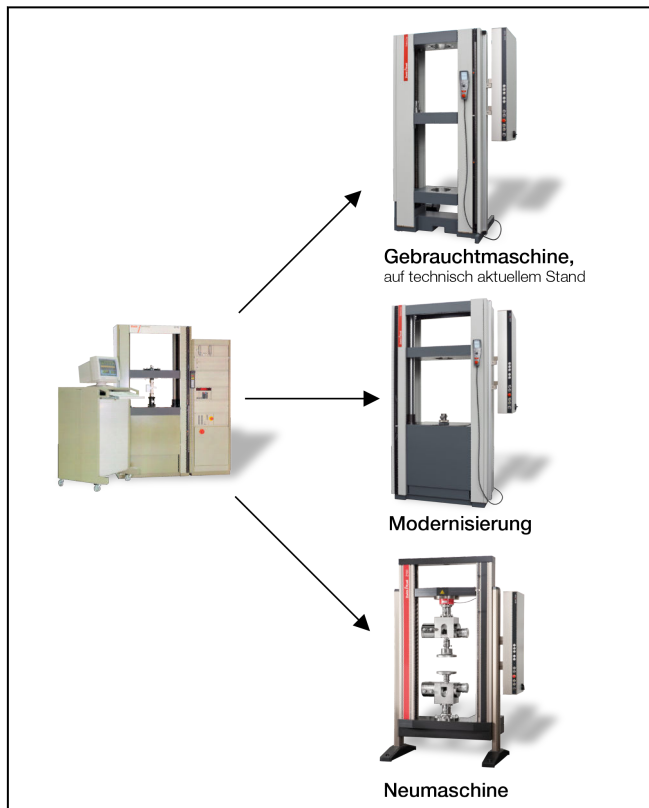 Gebrauchtmaschine,
auf technisch aktuellem Stand
Modernisierung
Neumaschine